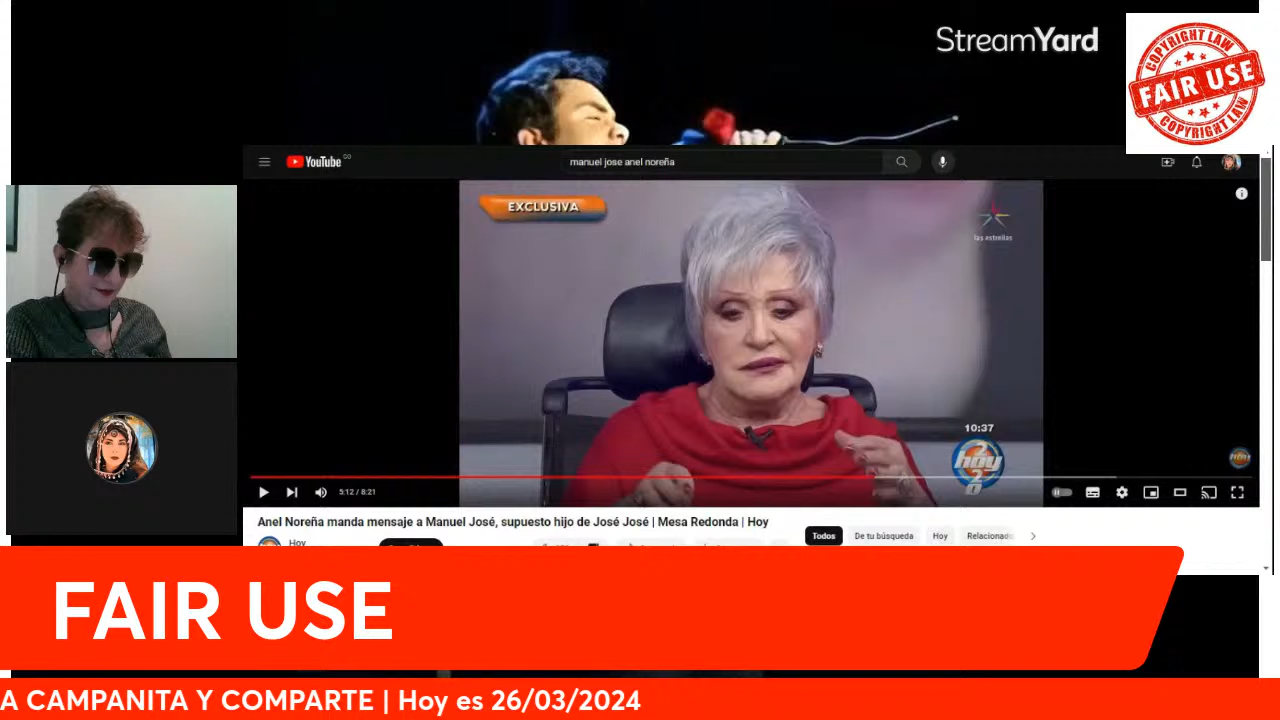 StreamYard
COPYRIGHT LAW
FAIR USE
COPYRIGHT LAW
YouTube CO
manuel jose anel noreña
EXCLUSIVA
las estrellas
10:37
hoy
5:12 / 8:21
Anel Noreña manda mensaje a Manuel José, supuesto hijo de José José | Mesa Redonda | Hoy
Hoy
Todos
De tu búsqueda
Hoy
FAIR USE
A CAMPANITA Y COMPARTE | Hoy es 26/03/2024